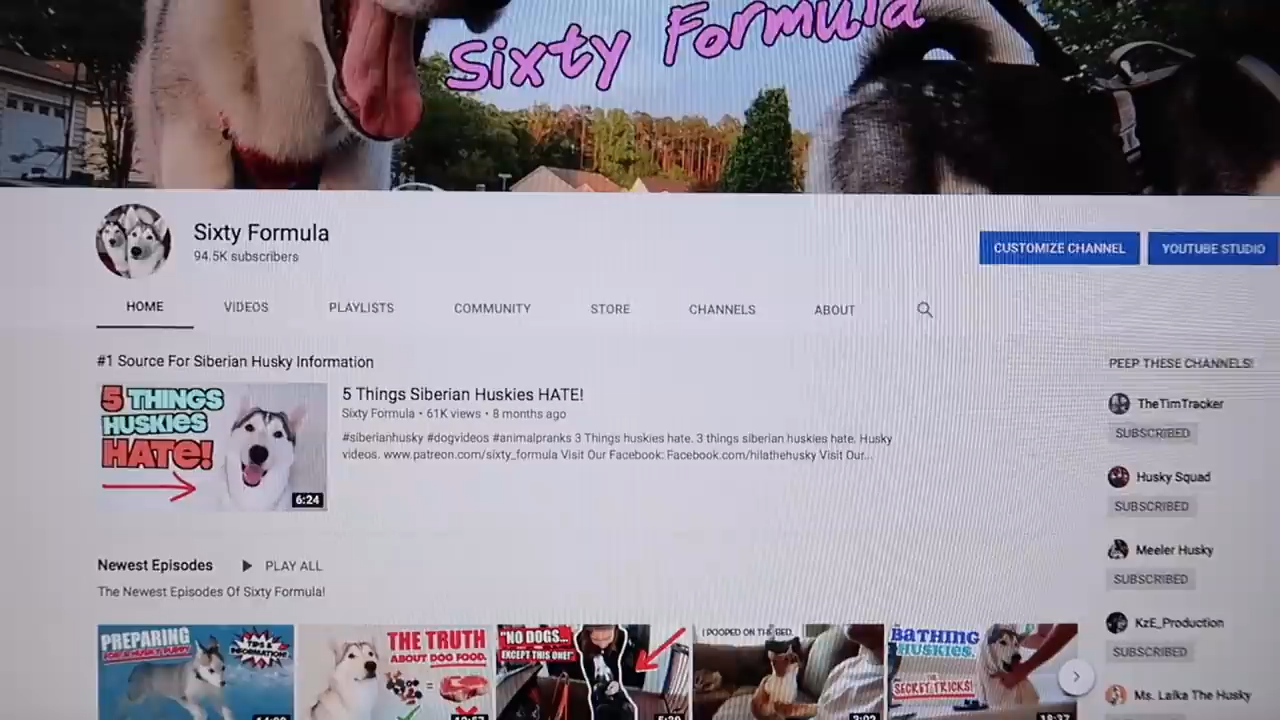 Sixty Formula
Sixty Formula
94.5K subscribers
CUSTOMIZE CHANNEL
YOUTUBE STUDIO
HOME
VIDEOS
PLAYLISTS
COMMUNITY
STORE
CHANNELS
ABOUT
#1 Source For Siberian Husky Information
5 THINGS
HUSKIES
HATE!
6:24
5 Things Siberian Huskies HATE!
Sixty Formula • 61K views • 8 months ago
#siberianhusky #dogvideos #animalpranks 3 Things huskies hate. 3 things siberian huskies hate. Husky
videos. www.patreon.com/sixty_formula Visit Our Facebook: Facebook.com/hilathehusky Visit Our...
PEEP THESE CHANNELS!
TheTimTracker
SUBSCRIBED
Husky Squad
SUBSCRIBED
Meeler Husky
SUBSCRIBED
KzE_Production
SUBSCRIBED
Ms. Laika The Husky
Newest Episodes
PLAY ALL
The Newest Episodes Of Sixty Formula!
PREPARING
FOR A HUSKY PUPPY
TIPS &
INFORMATION!
THE TRUTH
ABOUT DOG FOOD.
"NO DOGS...
EXCEPT THIS ONE!"
I POOPED ON THE BED.
BATHING
HUSKIES.
SECRET TRICKS!